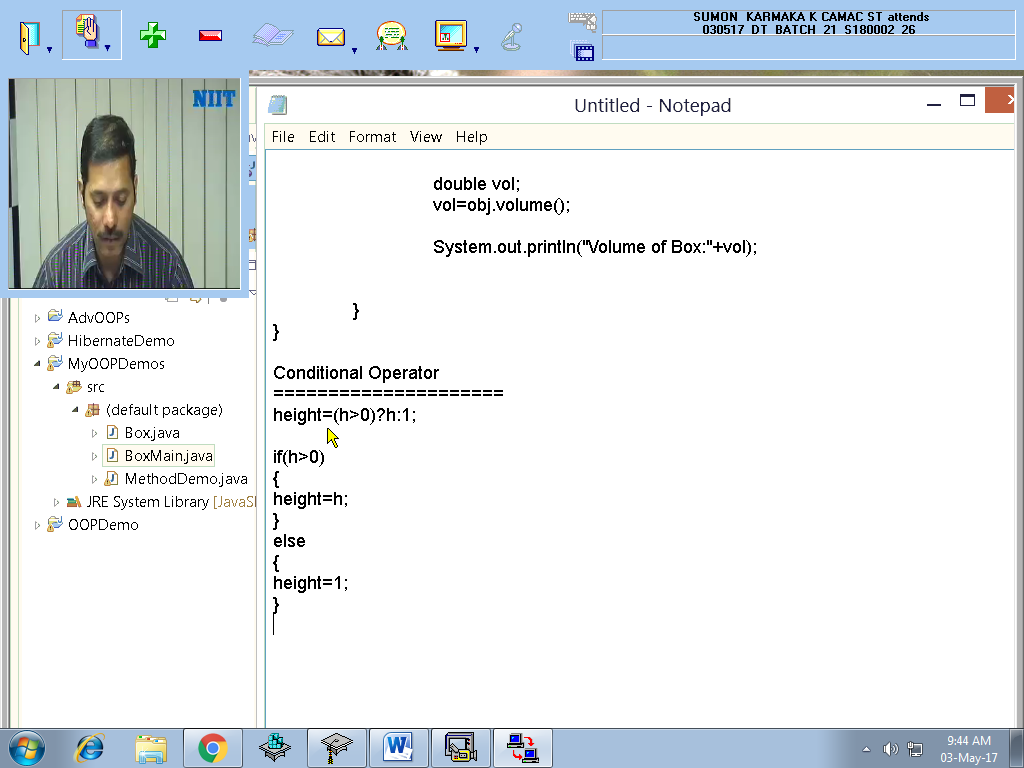 SUMON KARMAKA K CAMAC ST attends
030517 DT BATCH 21 S180002 26
NIIT
Untitled - Notepad
File Edit Format View Help
double vol;
vol=obj.volume();
System.out.println("Volume of Box:"+vol);
}
}
Conditional Operator
=====================
height=(h>0)?h:1;
if(h>0)
{
height=h;
}
else
{
height=1;
}
AdvOOPs
HibernateDemo
MyOOPDemos
src
(default package)
Box.java
BoxMain.java
MethodDemo.java
JRE System Library [JavaSE
OOPDemo
9:44 AM
03-May-17